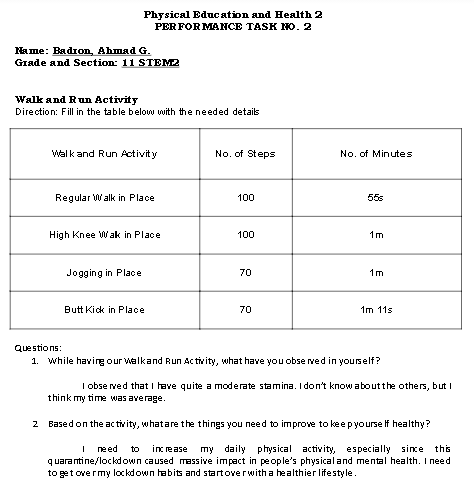 Physical Education and Health 2
PERFORMANCE TASK NO. 2
Name: Badron, Ahmad G.
Grade and Section: 11 STEM2
Walk and Run Activity
Direction: Fill in the table below with the needed details
Walk and Run Activity No. of Steps No. of Minutes
Regular Walk in Place 100 55s
High Knee Walk in Place 100 1m
Jogging in Place 70 1m
Butt Kick in Place 70 1m 11s
Questions:
1. While having our Walk and Run Activity, what have you observed in yourself?
I observed that I have quite a moderate stamina. I don't know about the others, but I
think my time was average.
2. Based on the activity, what are the things you need to improve to keep yourself healthy?
I need to increase my daily physical activity, especially since this
quarantine/lockdown caused massive impact in people's physical and mental health. I need
to get over my lockdown habits and start over with a healthier lifestyle.